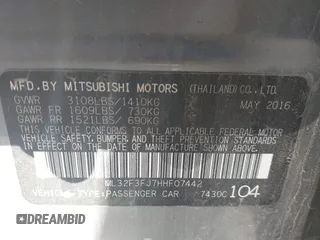 MFD.BY MITSUBISHI MOTORS (THAILAND) CO.,LTD.
GVWR 3108LBS/1410KG MAY 2016
GAWR FR 1609LBS/ 730KG
GAWR RR 1521LBS/ 690KG
THIS VEHICLE CONFORMS TO ALL APPLICABLE FEDERAL MOTOR
VEHICLE SAFETY, BUMPER, AND THEFT PREVENTION STANDARDS
IN EFFECT ON THE DATE OF MANUFACTURE SHOWN ABOVE.
ML32F3FJ7HHF07442
VEHICLE TYPE:PASSENGER CAR 7430C 104
DREAMBID